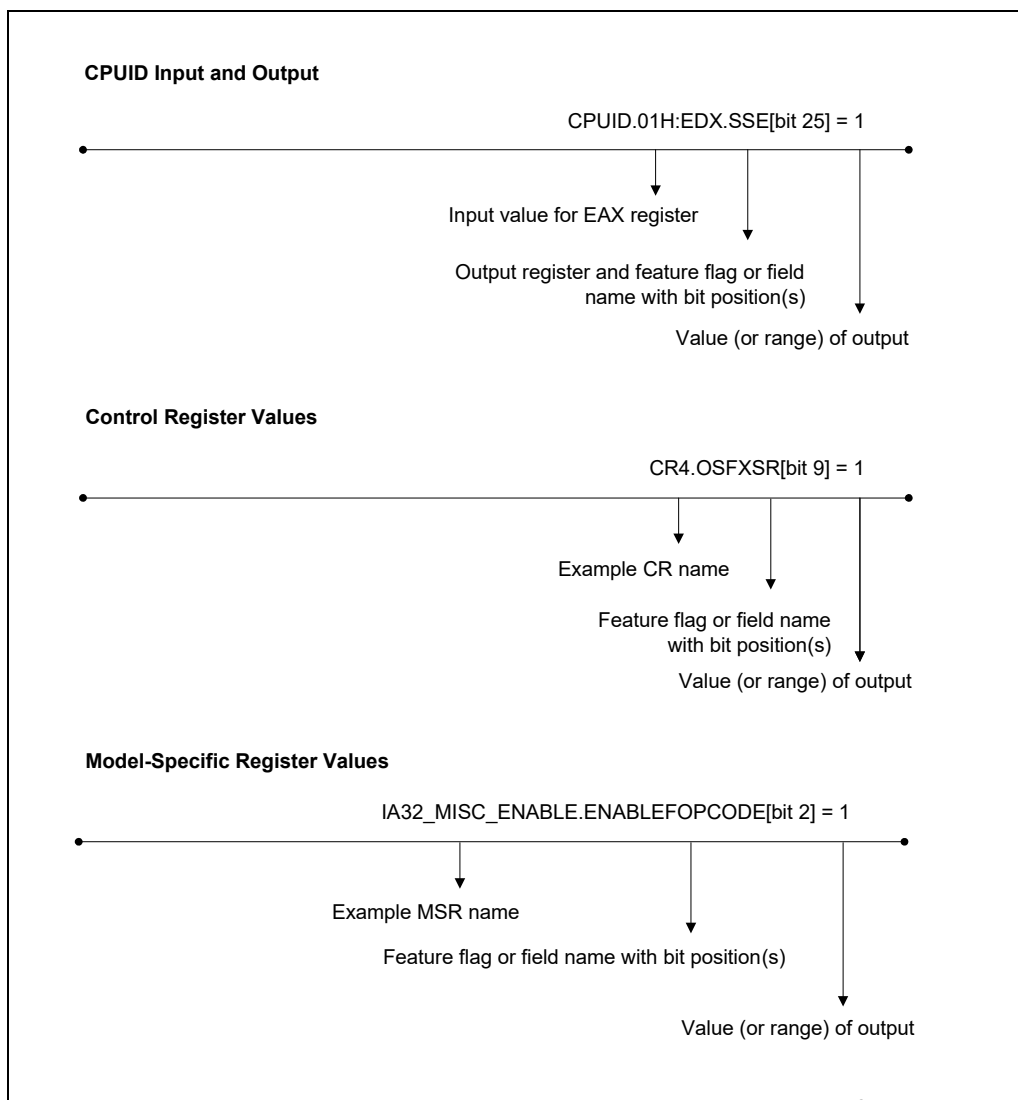 CPUID Input and Output
CPUID.01H:EDX.SSE[bit 25] = 1
Input value for EAX register
Output register and feature flag or field
name with bit position(s)
Value (or range) of output
Control Register Values
CR4.OSFXSR[bit 9] = 1
Example CR name
Feature flag or field name
with bit position(s)
Value (or range) of output
Model-Specific Register Values
IA32_MISC_ENABLE.ENABLEFOPCODE[bit 2] = 1
Example MSR name
Feature flag or field name with bit position(s)
Value (or range) of output